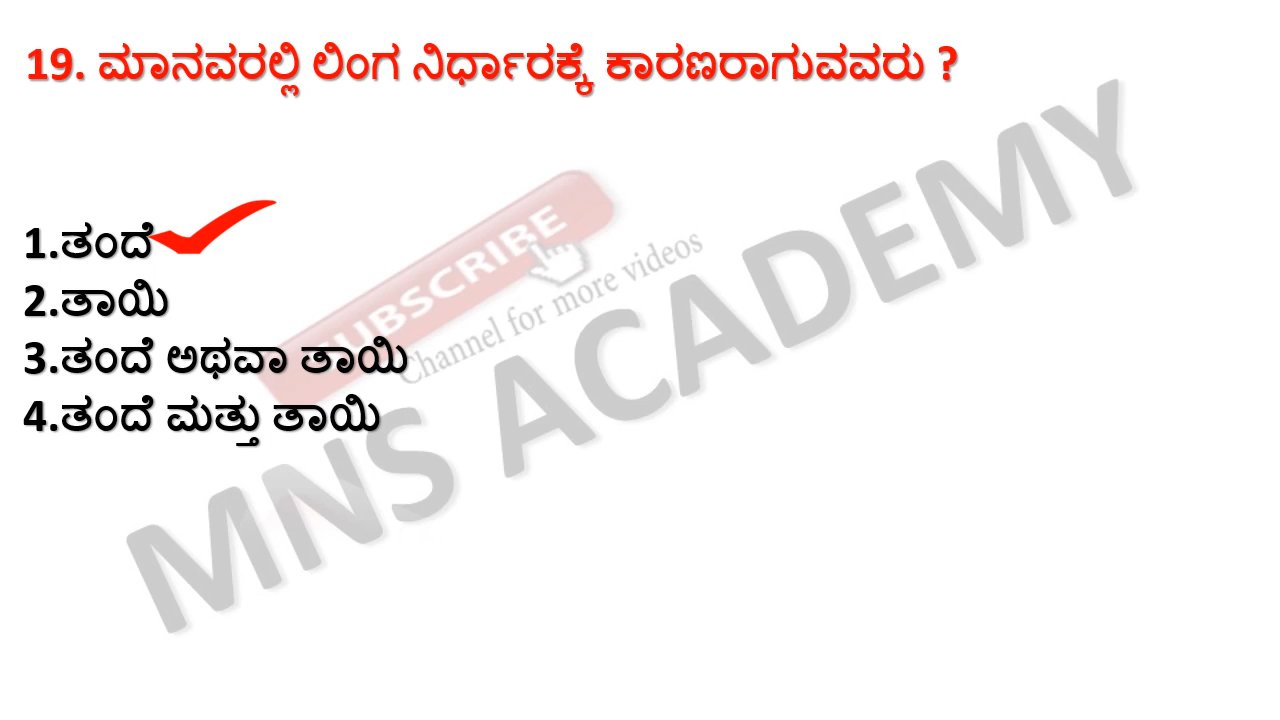 19. ಮಾನವರಲ್ಲಿ ಲಿಂಗ ನಿರ್ಧಾರಕ್ಕೆ ಕಾರಣರಾಗುವವರು ?
1.ತಂದೆ
2.ತಾಯಿ
3.ತಂದೆ ಅಥವಾ ತಾಯಿ
4.ತಂದೆ ಮತ್ತು ತಾಯಿ
SUBSCRIBE
Channel for more videos
MNS ACADEMY